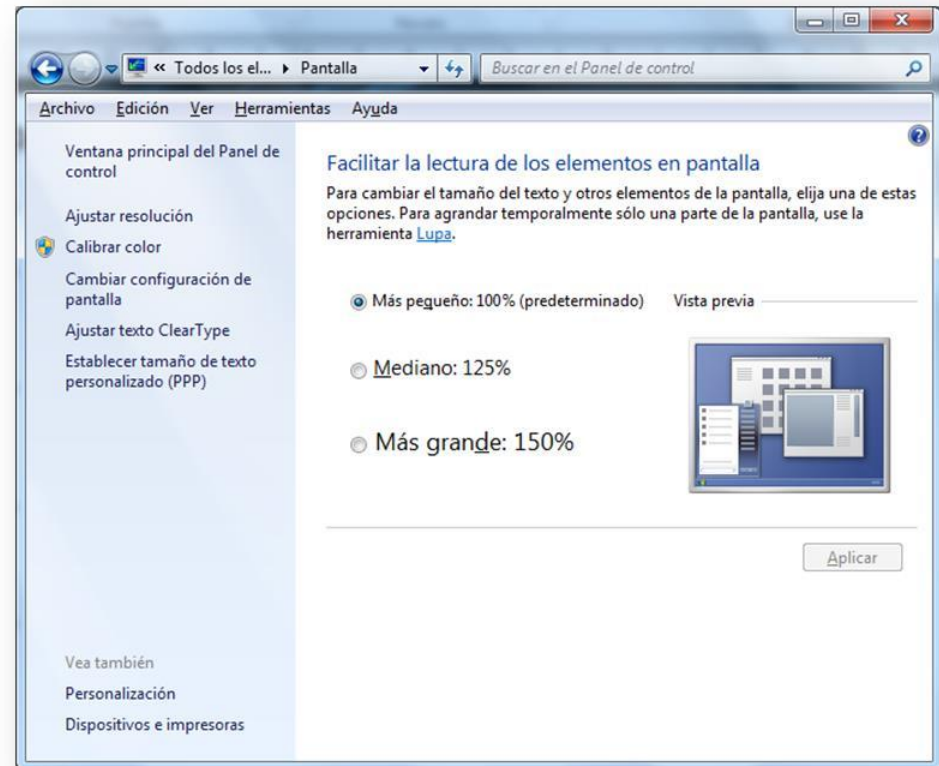 « Todos los el... Pantalla
Buscar en el Panel de control
Archivo Edición Ver Herramientas Ayuda
Ventana principal del Panel de
control
Ajustar resolución
Calibrar color
Cambiar configuración de
pantalla
Ajustar texto ClearType
Establecer tamaño de texto
personalizado (PPP)
Facilitar la lectura de los elementos en pantalla
Para cambiar el tamaño del texto y otros elementos de la pantalla, elija una de estas
opciones. Para agrandar temporalmente sólo una parte de la pantalla, use la
herramienta Lupa.
Más pequeño: 100% (predeterminado)
Vista previa
Mediano: 125%
Más grande: 150%
Aplicar
Vea también
Personalización
Dispositivos e impresoras